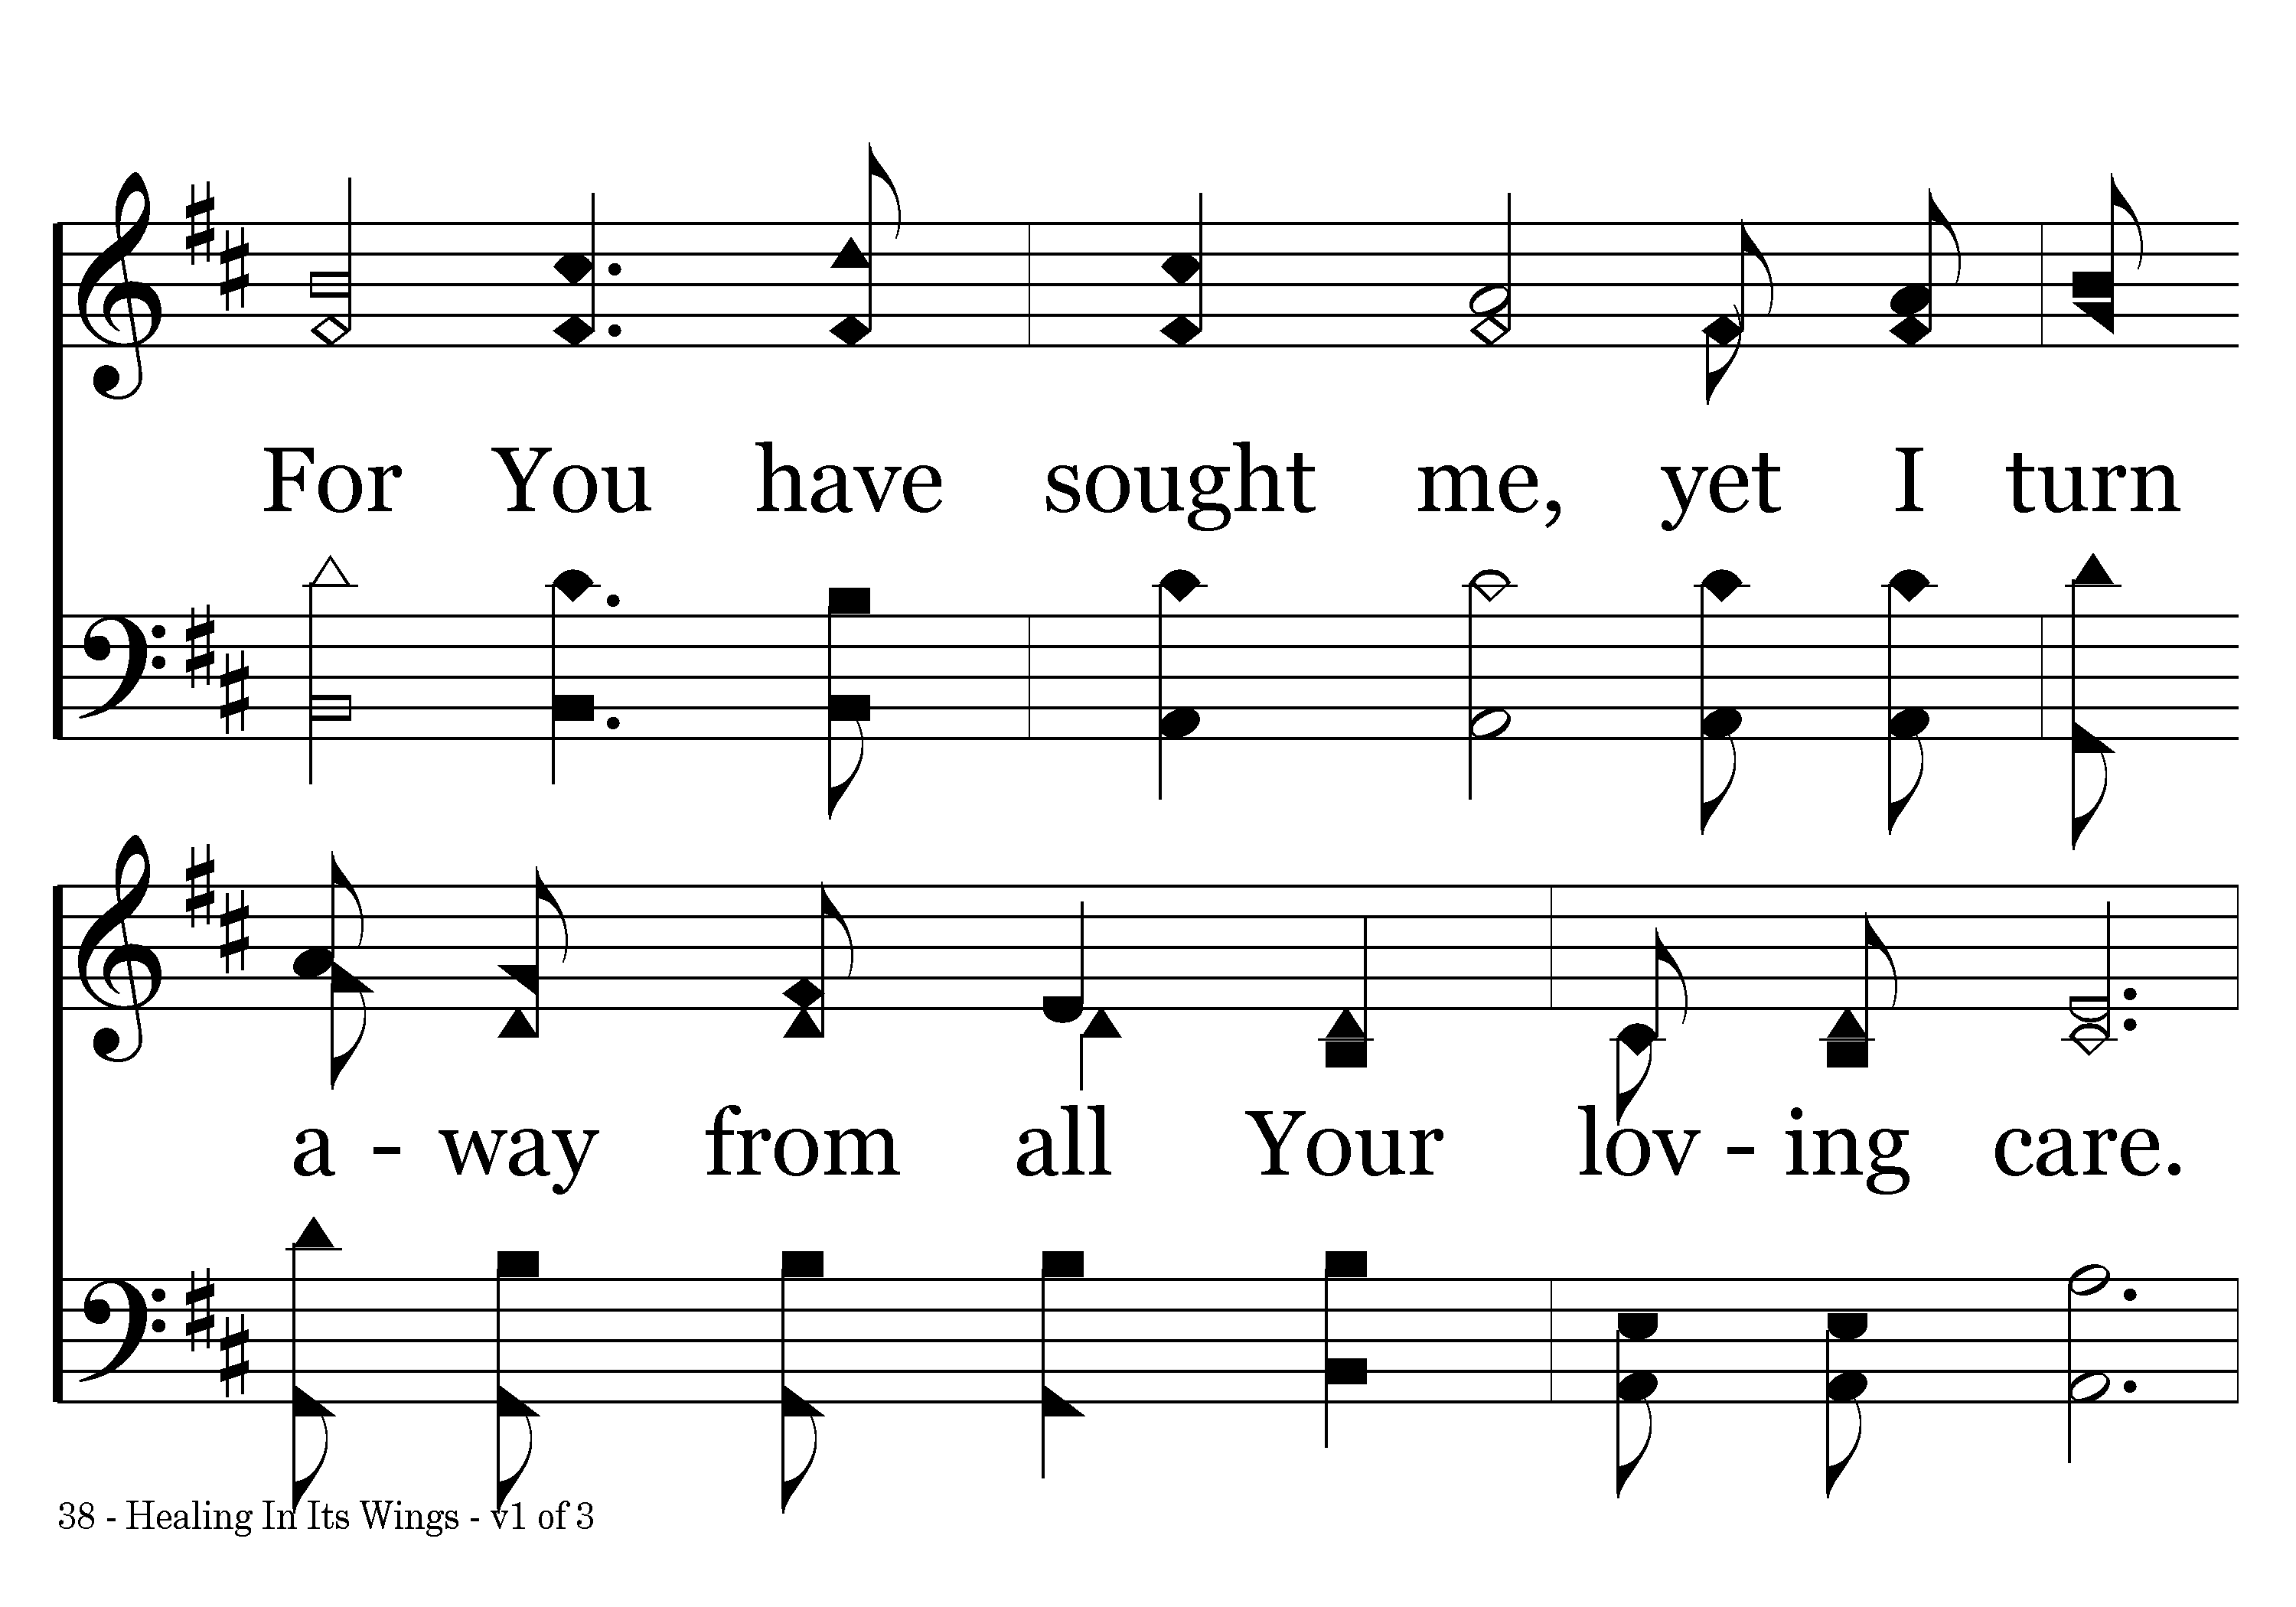 For You have sought me, yet I turn
a - way from all Your lov - ing care.
38 - Healing In Its Wings - v1 of 3